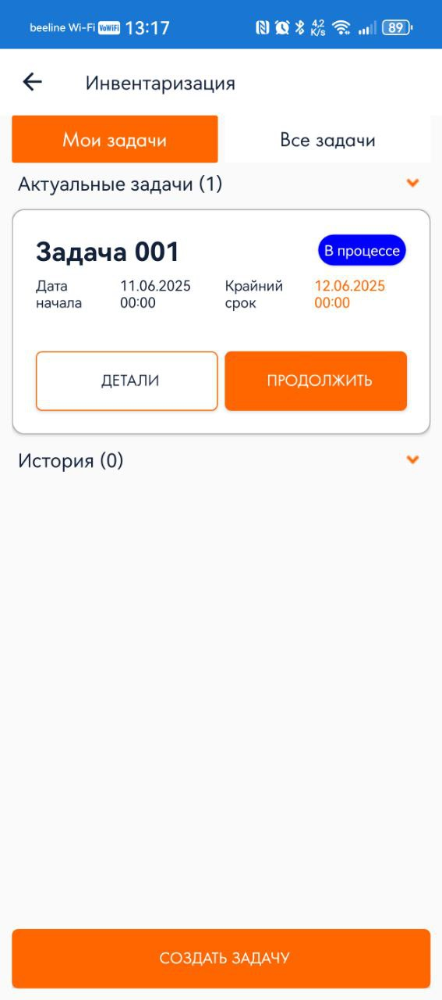 beeline Wi-Fi VoWiFi 13:17 4,2 K/s 89
Инвентаризация
Мои задачи Все задачи
Актуальные задачи (1)
Задача 001 В процессе
Дата начала 11.06.2025 00:00 Крайний срок 12.06.2025 00:00
ДЕТАЛИ ПРОДОЛЖИТЬ
История (0)
СОЗДАТЬ ЗАДАЧУ